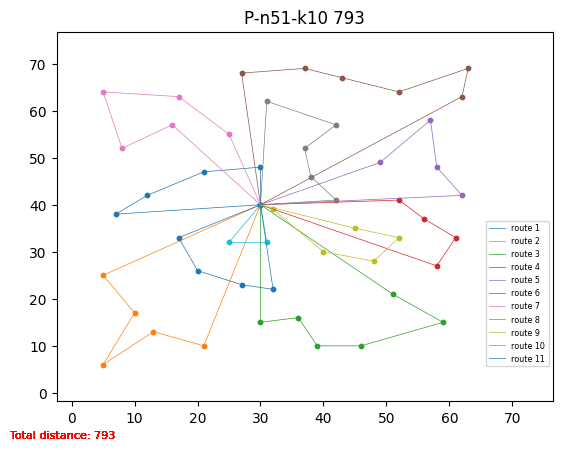 P-n51-k10 793
70
60
50
40
30
20
10
0
0 10 20 30 40 50 60 70
route 1
route 2
route 3
route 4
route 5
route 6
route 7
route 8
route 9
route 10
route 11
Total distance: 793